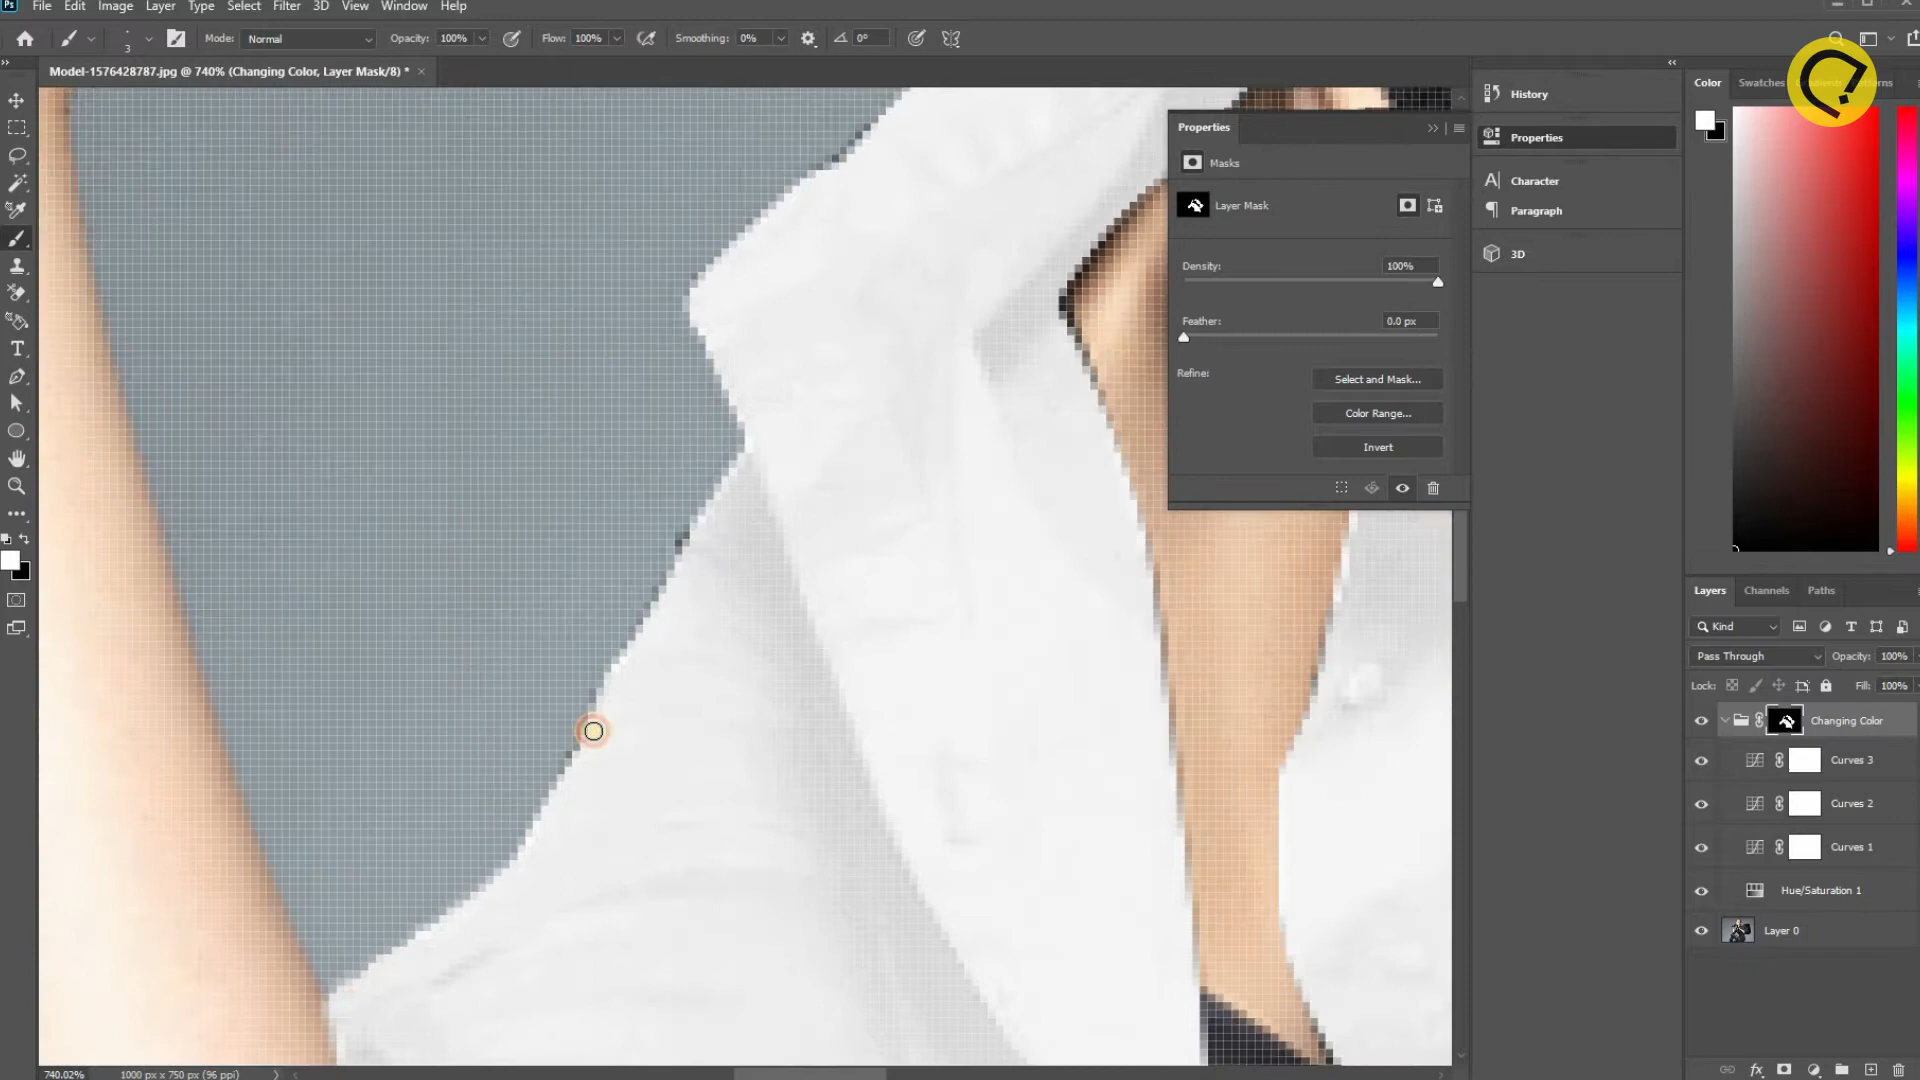 Ps File Edit Image Layer Type Select Filter 3D View Window Help
3 Mode: Normal Opacity: 100% Flow: 100% Smoothing: 0% 0°
Model-1576428787.jpg @ 740% (Changing Color, Layer Mask/8) * ×
Properties
Masks
Layer Mask
Density: 100%
Feather: 0.0 px
Refine:
Select and Mask...
Color Range...
Invert
History
Properties
Character
Paragraph
3D
Color Swatches
Layers Channels Paths
Kind
Pass Through Opacity: 100%
Lock: Fill: 100%
Changing Color
Curves 3
Curves 2
Curves 1
Hue/Saturation 1
Layer 0
fx
740.02% 1000 px x 750 px (96 ppi)